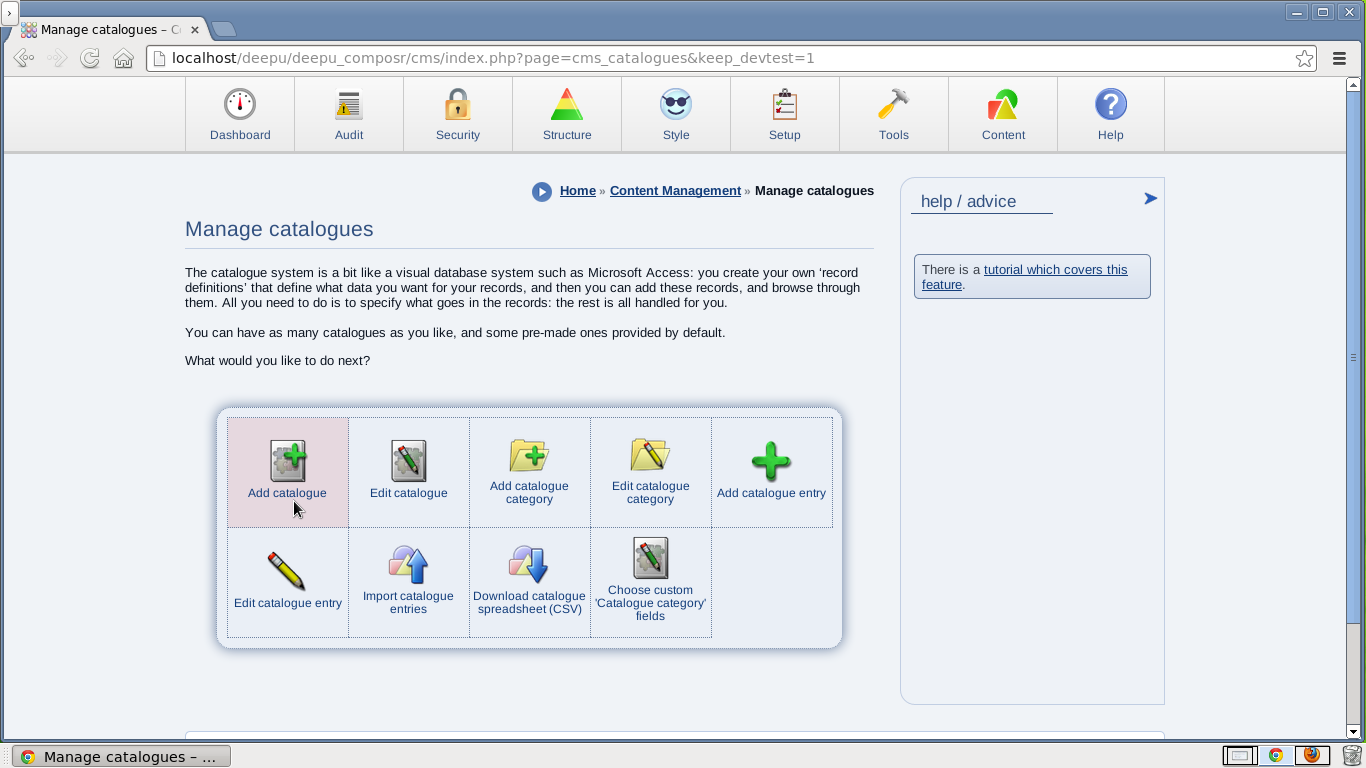 Manage catalogues – C
localhost/deepu/deepu_composr/cms/index.php?page=cms_catalogues&keep_devtest=1
Dashboard
Audit
Security
Structure
Style
Setup
Tools
Content
Help
Home » Content Management » Manage catalogues
help / advice
Manage catalogues
There is a tutorial which covers this
feature.
The catalogue system is a bit like a visual database system such as Microsoft Access: you create your own ‘record
definitions’ that define what data you want for your records, and then you can add these records, and browse through
them. All you need to do is to specify what goes in the records: the rest is all handled for you.
You can have as many catalogues as you like, and some pre-made ones provided by default.
What would you like to do next?
Add catalogue
Edit catalogue
Add catalogue
category
Edit catalogue
category
Add catalogue entry
Edit catalogue entry
Import catalogue
entries
Download catalogue
spreadsheet (CSV)
Choose custom
'Catalogue category'
fields
Manage catalogues – ...